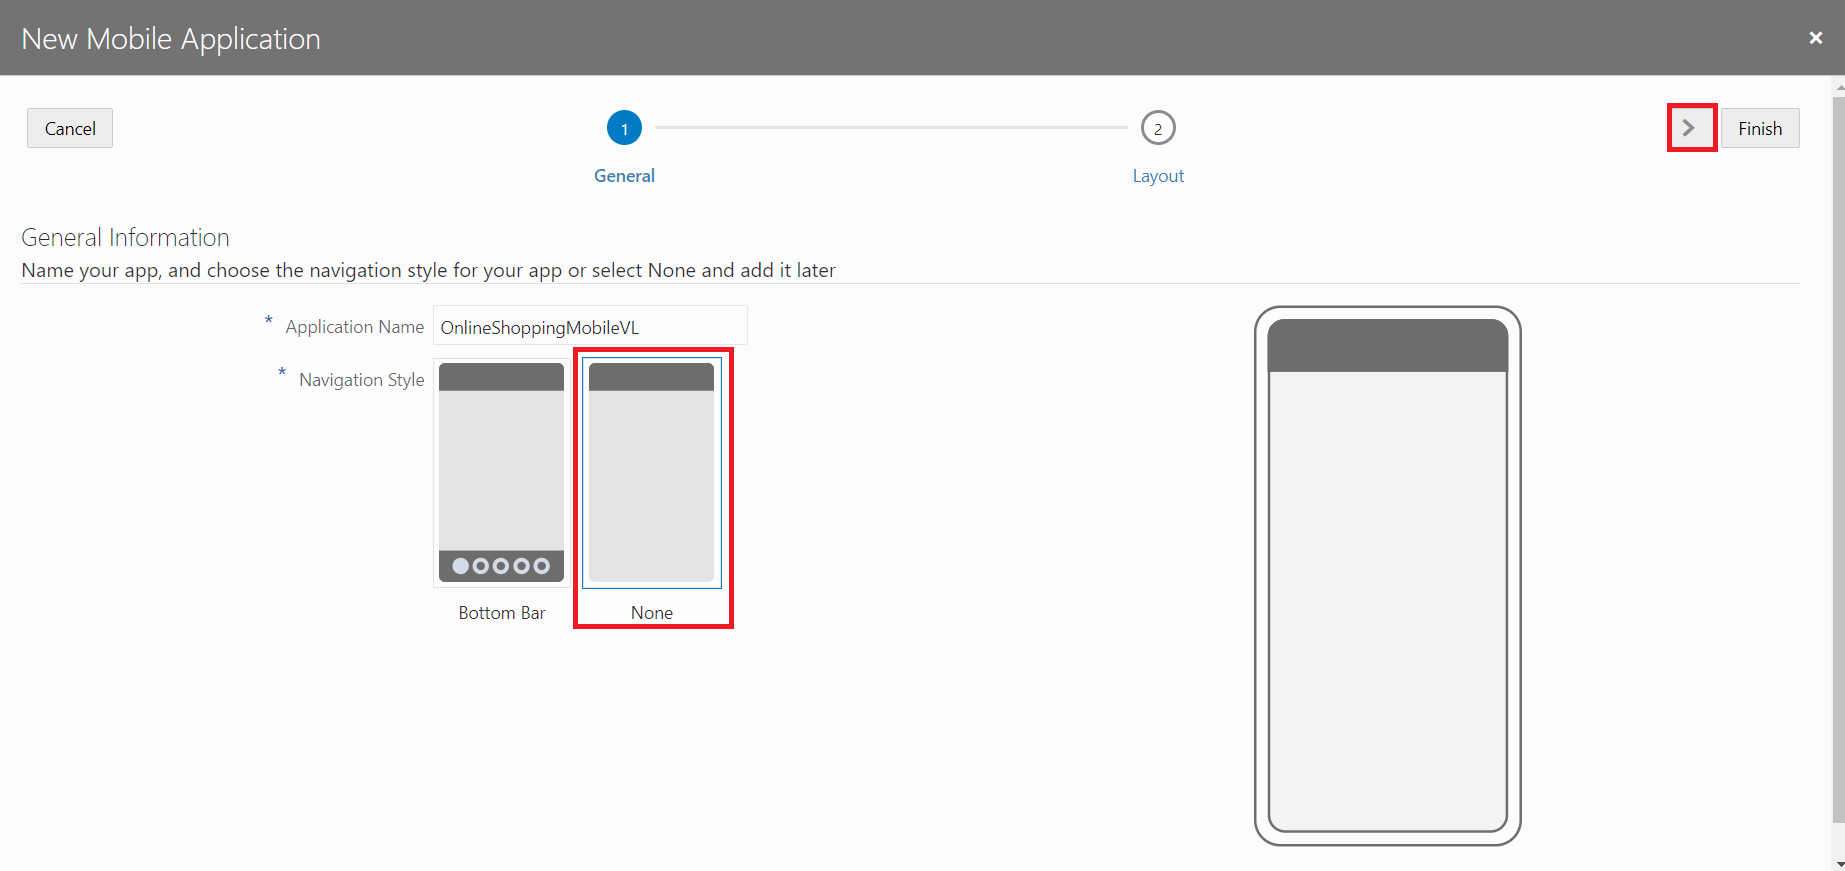 New Mobile Application
×
Cancel
1
2
Finish
General
Layout
General Information
Name your app, and choose the navigation style for your app or select None and add it later
* Application Name OnlineShoppingMobileVL
* Navigation Style
Bottom Bar
None